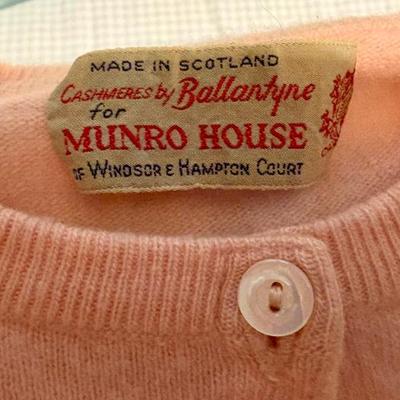 MADE IN SCOTLAND
CASHMERES by Ballantyne
for
MUNRO HOUSE
OF WINDSOR & HAMPTON COURT